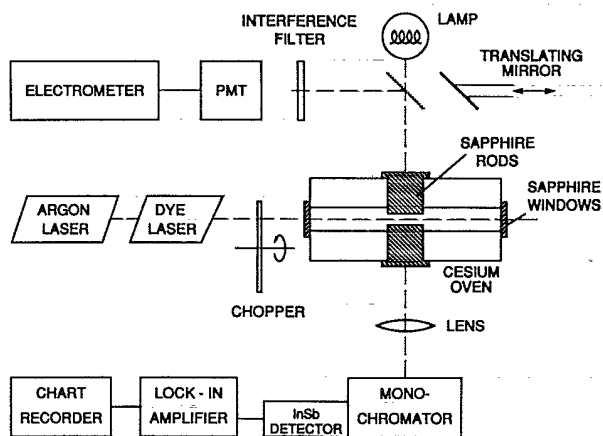 LAMP
INTERFERENCE
FILTER
TRANSLATING
MIRROR
ELECTROMETER
PMT
SAPPHIRE
RODS
SAPPHIRE
WINDOWS
ARGON
LASER
DYE
LASER
CESIUM
OVEN
CHOPPER
LENS
CHART
RECORDER
LOCK - IN
AMPLIFIER
InSb
DETECTOR
MONO-
CHROMATOR